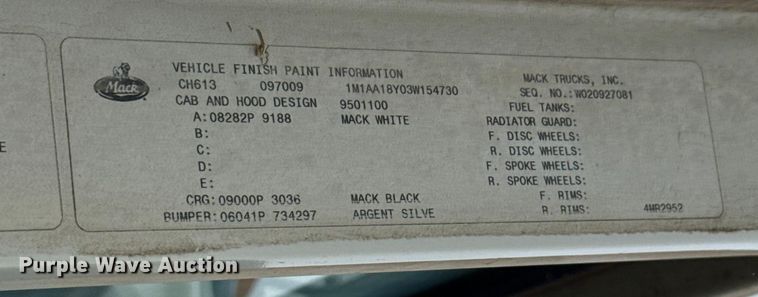 Mack
VEHICLE FINISH PAINT INFORMATION
MACK TRUCKS, INC.
CH613 097009 1M1AA18Y03W154730
SEQ. NO.:W020927081
CAB AND HOOD DESIGN 9501100
FUEL TANKS:
A:08282P 9188 MACK WHITE
RADIATOR GUARD:
B:
F. DISC WHEELS:
C:
R. DISC WHEELS:
D:
F. SPOKE WHEELS:
E:
R. SPOKE WHEELS:
CRG:09000P 3036 MACK BLACK
F. RIMS:
BUMPER:06041P 734297 ARGENT SILVE
R. RIMS:
4MR2952
E
Purple Wave Auction